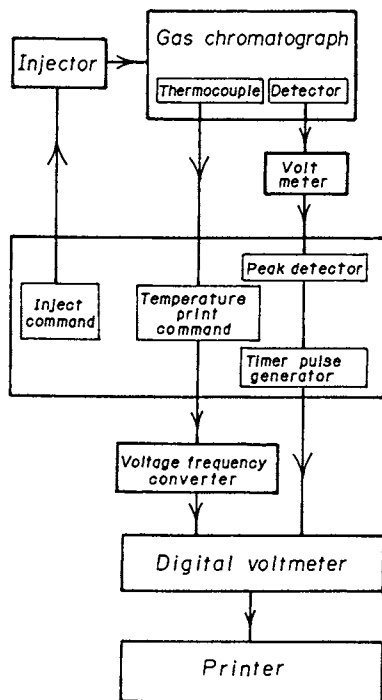 Gas chromatograph
Injector
Thermocouple
Detector
Volt
meter
Peak detector
Inject
command
Temperature
print
command
Timer pulse
generator
Voltage frequency
converter
Digital voltmeter
Printer